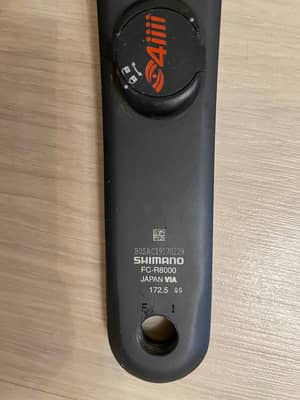 4iiii
SHIMANO
FC-R8000
JAPAN VIA
172.5